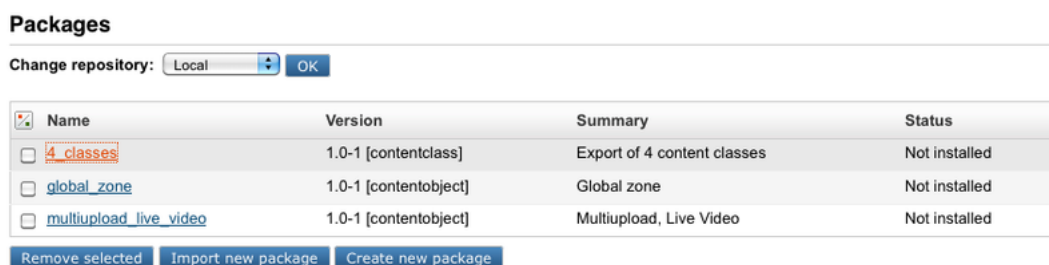 Packages
Change repository: Local OK
Name Version Summary Status
4_classes 1.0-1 [contentclass] Export of 4 content classes Not installed
global_zone 1.0-1 [contentobject] Global zone Not installed
multiupload_live_video 1.0-1 [contentobject] Multiupload, Live Video Not installed
Remove selected Import new package Create new package